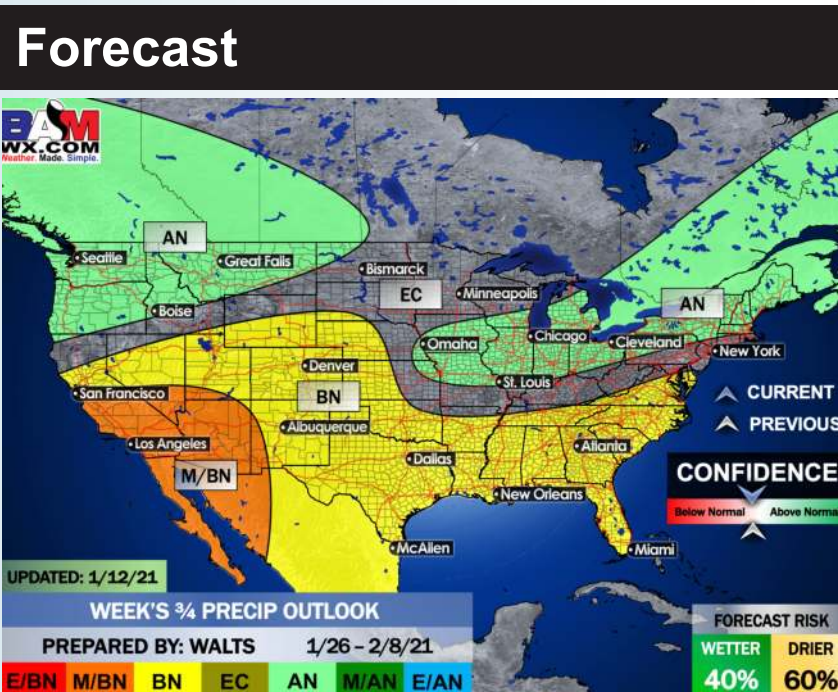 Forecast
BAM
WX.COM
Weather. Made. Simple.
AN
Seattle
Great Falls
Bismarck
EC
Minneapolis
AN
Boise
Omaha
Chicago
Cleveland
New York
Denver
St. Louis
San Francisco
BN
CURRENT
Albuquerque
PREVIOUS
Los Angeles
Atlanta
Dallas
M/BN
CONFIDENCE
New Orleans
Below Normal
Above Norma
McAllen
Miami
UPDATED: 1/12/21
WEEK'S ¾ PRECIP OUTLOOK
FORECAST RISK
PREPARED BY: WALTS 1/26 – 2/8/21
WETTER DRIER
E/BN M/BN BN EC AN M/AN E/AN
40% 60%